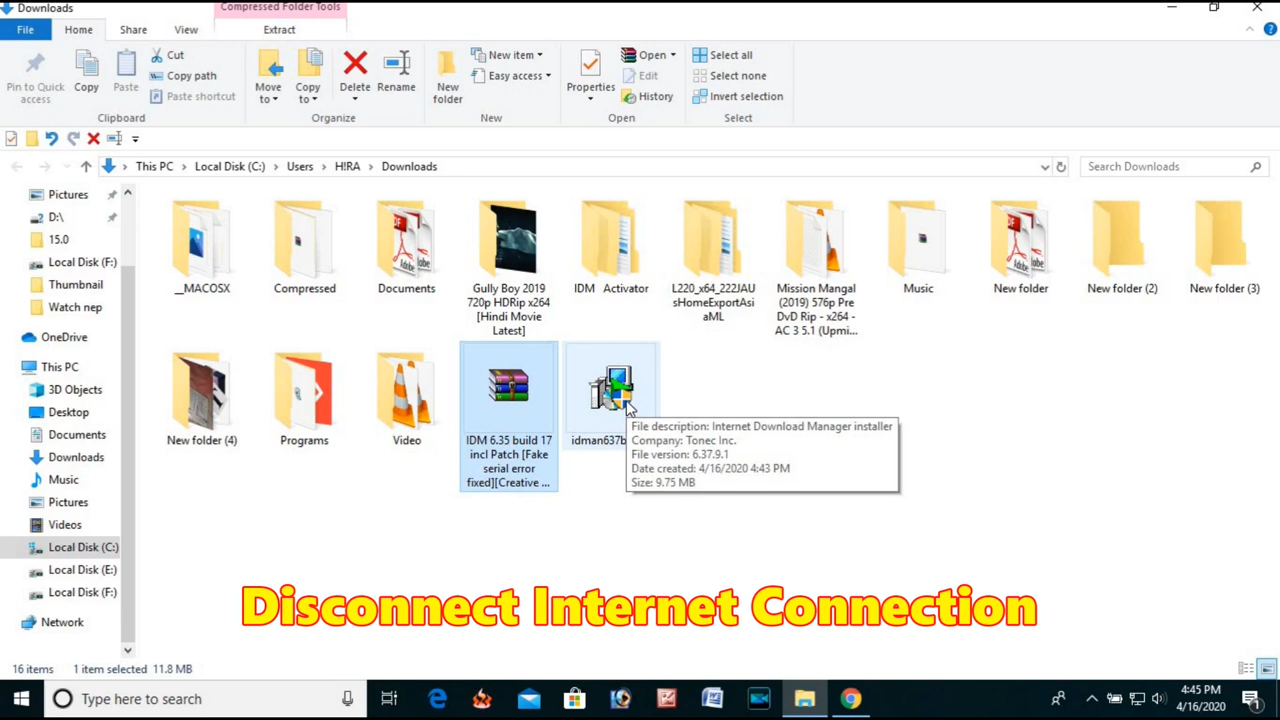 Downloads
Compressed Folder Tools
File
Home
Share
View
Extract
Pin to Quick
access
Copy
Paste
Cut
Copy path
Paste shortcut
Clipboard
Move
to
Copy
to
Delete
Rename
Organize
New
folder
New item
Easy access
New
Properties
Open
Edit
History
Open
Select all
Select none
Invert selection
Select
This PC
Local Disk (C:)
Users
H!RA
Downloads
Search Downloads
Pictures
D:\
15.0
Local Disk (F:)
Thumbnail
Watch nep
OneDrive
This PC
3D Objects
Desktop
Documents
Downloads
Music
Pictures
Videos
Local Disk (C:)
Local Disk (E:)
Local Disk (F:)
Network
__MACOSX
Compressed
Documents
Gully Boy 2019
720p HDRip x264
[Hindi Movie
Latest]
IDM Activator
L220_x64_222JAU
sHomeExportAsi
aML
Mission Mangal
(2019) 576p Pre
DvD Rip - x264 -
AC 3 5.1 (Upmi...
Music
New folder
New folder (2)
New folder (3)
New folder (4)
Programs
Video
IDM 6.35 build 17
incl Patch [Fake
serial error
fixed][Creative ...
idman637b
File description: Internet Download Manager installer
Company: Tonec Inc.
File version: 6.37.9.1
Date created: 4/16/2020 4:43 PM
Size: 9.75 MB
Disconnect Internet Connection
16 items
1 item selected 11.8 MB
Type here to search
4:45 PM
4/16/2020
1